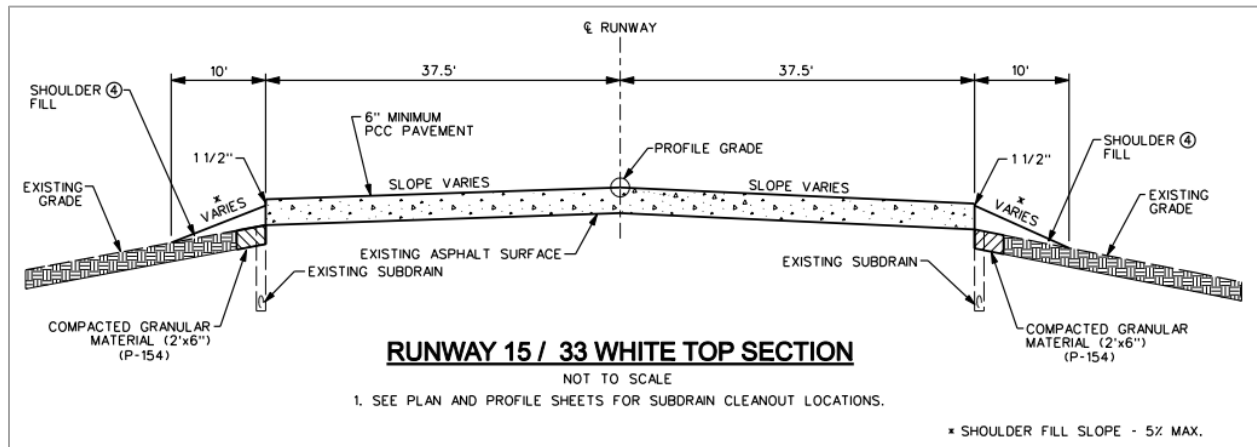 ℄ RUNWAY
10'
37.5'
37.5'
10'
SHOULDER ④
FILL
6" MINIMUM
PCC PAVEMENT
PROFILE GRADE
SHOULDER ④
FILL
1 1/2"
1 1/2"
EXISTING
GRADE
* VARIES
SLOPE VARIES
SLOPE VARIES
* VARIES
EXISTING
GRADE
EXISTING ASPHALT SURFACE
EXISTING SUBDRAIN
EXISTING SUBDRAIN
COMPACTED GRANULAR
MATERIAL (2'x6")
(P-154)
COMPACTED GRANULAR
MATERIAL (2'x6")
(P-154)
RUNWAY 15 / 33 WHITE TOP SECTION
NOT TO SCALE
1. SEE PLAN AND PROFILE SHEETS FOR SUBDRAIN CLEANOUT LOCATIONS.
* SHOULDER FILL SLOPE - 5% MAX.